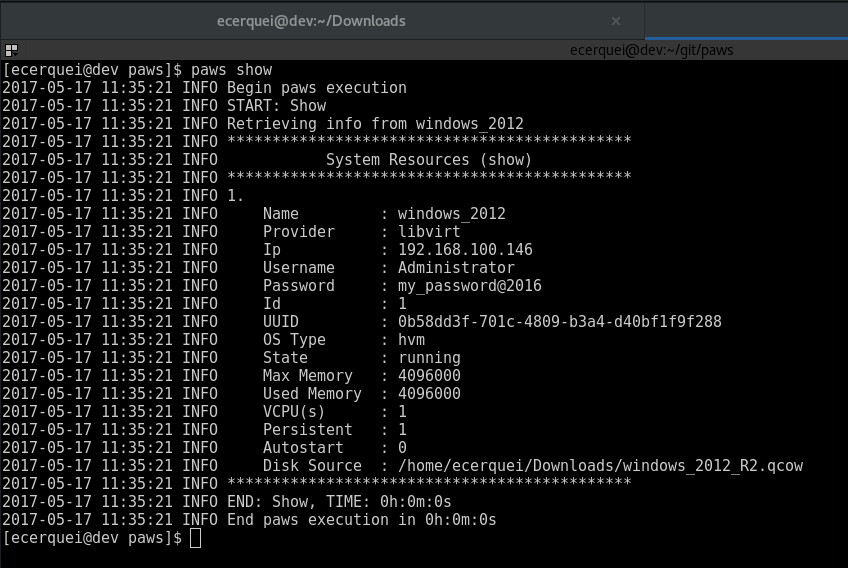 ecerquei@dev:~/Downloads ×
ecerquei@dev:~/git/paws
[ecerquei@dev paws]$ paws show
2017-05-17 11:35:21 INFO Begin paws execution
2017-05-17 11:35:21 INFO START: Show
2017-05-17 11:35:21 INFO Retrieving info from windows_2012
2017-05-17 11:35:21 INFO *********************************************
2017-05-17 11:35:21 INFO            System Resources (show)
2017-05-17 11:35:21 INFO *********************************************
2017-05-17 11:35:21 INFO 1.
2017-05-17 11:35:21 INFO     Name         : windows_2012
2017-05-17 11:35:21 INFO     Provider     : libvirt
2017-05-17 11:35:21 INFO     Ip           : 192.168.100.146
2017-05-17 11:35:21 INFO     Username     : Administrator
2017-05-17 11:35:21 INFO     Password     : my_password@2016
2017-05-17 11:35:21 INFO     Id           : 1
2017-05-17 11:35:21 INFO     UUID         : 0b58dd3f-701c-4809-b3a4-d40bf1f9f288
2017-05-17 11:35:21 INFO     OS Type      : hvm
2017-05-17 11:35:21 INFO     State        : running
2017-05-17 11:35:21 INFO     Max Memory   : 4096000
2017-05-17 11:35:21 INFO     Used Memory  : 4096000
2017-05-17 11:35:21 INFO     VCPU(s)      : 1
2017-05-17 11:35:21 INFO     Persistent   : 1
2017-05-17 11:35:21 INFO     Autostart    : 0
2017-05-17 11:35:21 INFO     Disk Source  : /home/ecerquei/Downloads/windows_2012_R2.qcow
2017-05-17 11:35:21 INFO *********************************************
2017-05-17 11:35:21 INFO END: Show, TIME: 0h:0m:0s
2017-05-17 11:35:21 INFO End paws execution in 0h:0m:0s
[ecerquei@dev paws]$